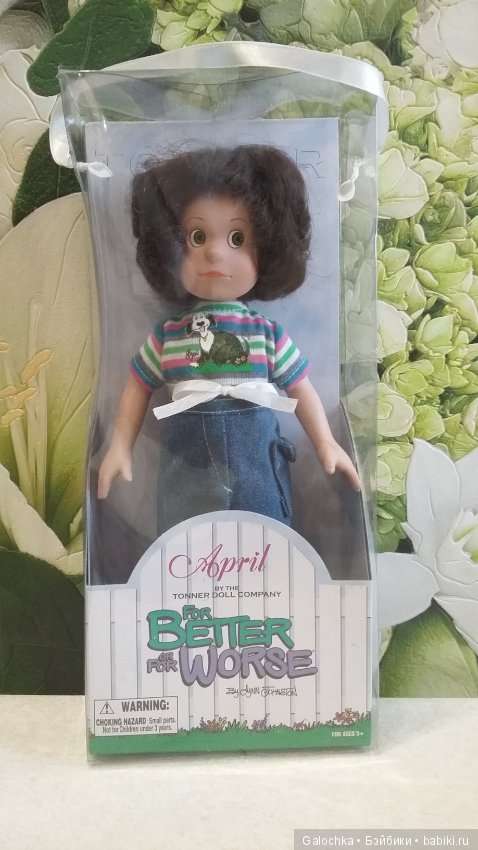 April
BY THE
TONNER DOLL COMPANY
FOR
BETTER
OR
FOR WORSE
By Lynn Johnston
WARNING:
CHOKING HAZARD-Small parts.
Not for Children under 3 years.
FOR AGES 5+
Galochka • Бэйбики • babiki.ru